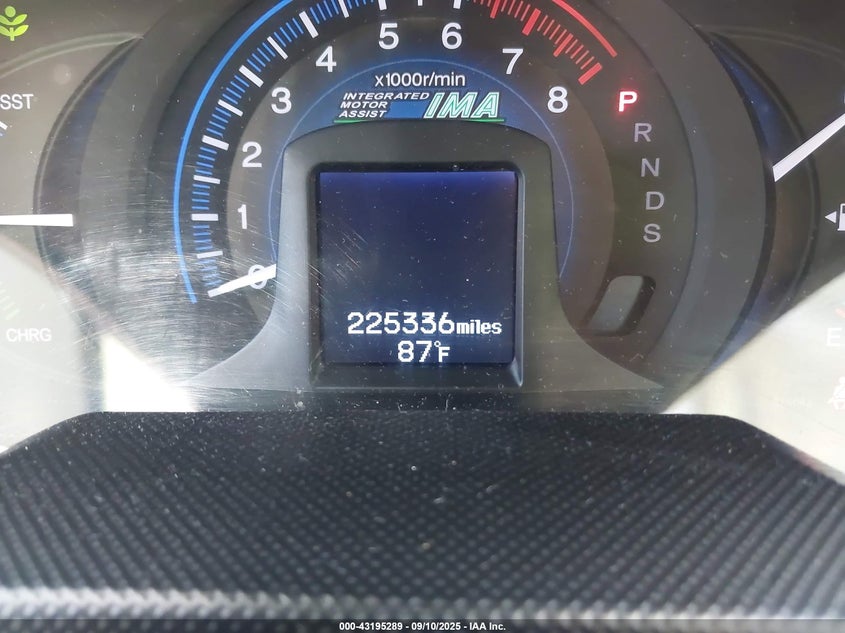 5 6
4 7
x1000r/min
3 8
INTEGRATED
MOTOR
ASSIST
IMA
SST
P
R
N
D
S
2
1
0
225336miles
87°F
CHRG
E
000-43195289 - 09/10/2025 - IAA Inc.